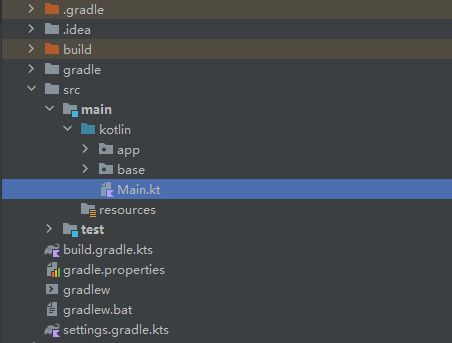 .gradle
.idea
build
gradle
src
main
kotlin
app
base
Main.kt
resources
test
build.gradle.kts
gradle.properties
gradlew
gradlew.bat
settings.gradle.kts